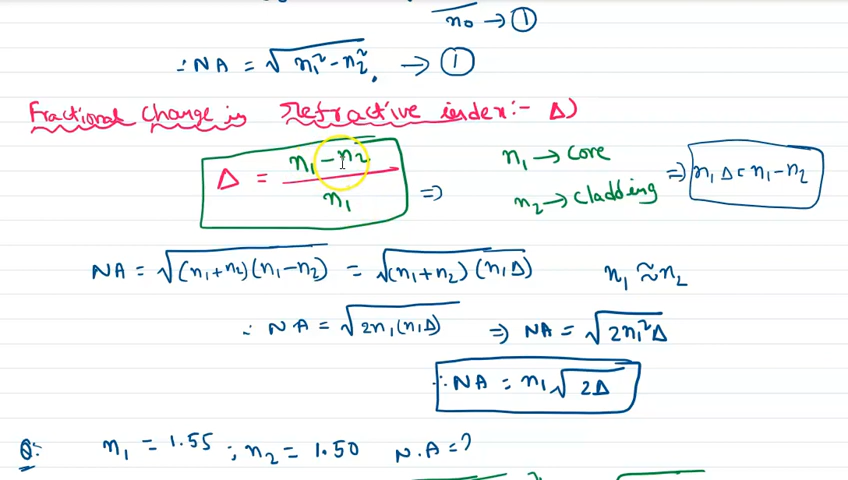 n0 → ①
∴ NA = √(n₁² - n₂²) → ①
Fractional Change in Refractive index:- Δ)
Δ = (n₁ - n₂) / n₁ ⇒ n₁ → core ⇒ n₁Δ = n₁ - n₂
n₂ → cladding
NA = √((n₁+n₂)(n₁-n₂)) = √((n₁+n₂)(n₁Δ)) n₁ ≈ n₂
∴ NA = √(2n₁(n₁Δ)) ⇒ NA = √(2n₁²Δ)
∴ NA = n₁√(2Δ)
Q: n₁ = 1.55 ; n₂ = 1.50 N.A = ?